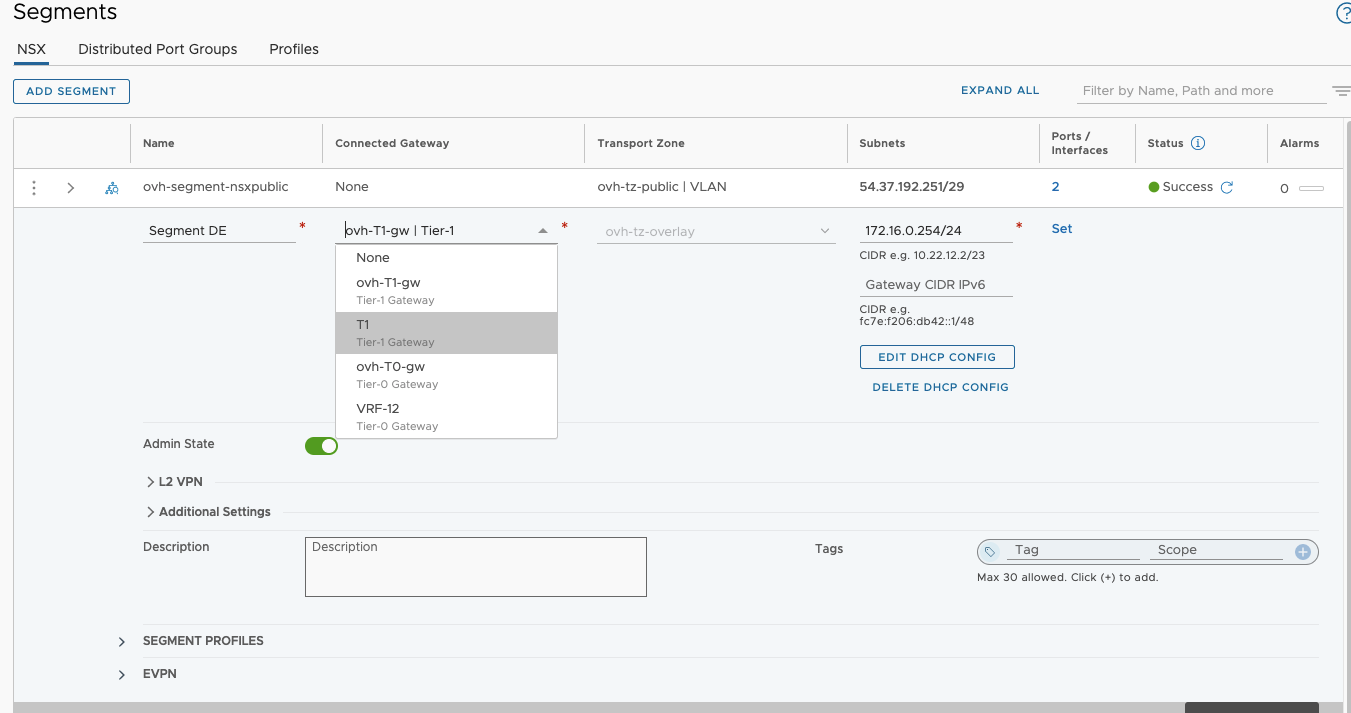 Segments
?
NSX Distributed Port Groups Profiles
ADD SEGMENT EXPAND ALL Filter by Name, Path and more
Name Connected Gateway Transport Zone Subnets Ports / Interfaces Status Alarms
ovh-segment-nsxpublic None ovh-tz-public | VLAN 54.37.192.251/29 2 Success 0
Segment DE * ovh-T1-gw | Tier-1 * ovh-tz-overlay 172.16.0.254/24 * Set
CIDR e.g. 10.22.12.2/23
None
ovh-T1-gw
Tier-1 Gateway
T1
Tier-1 Gateway
ovh-T0-gw
Tier-0 Gateway
VRF-12
Tier-0 Gateway
Gateway CIDR IPv6
CIDR e.g.
fc7e:f206:db42::1/48
EDIT DHCP CONFIG
DELETE DHCP CONFIG
Admin State
L2 VPN
Additional Settings
Description Description Tags Tag Scope
Max 30 allowed. Click (+) to add.
SEGMENT PROFILES
EVPN